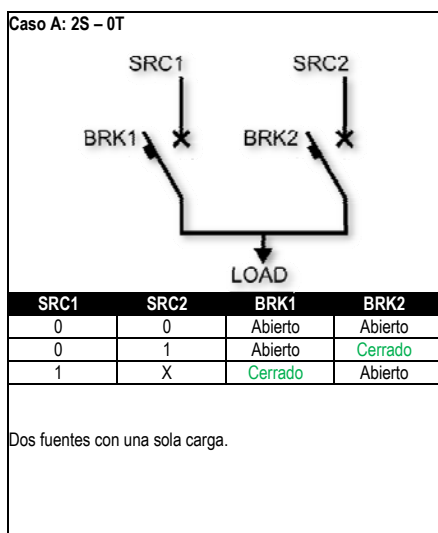 Caso A: 2S – 0T
SRC1 SRC2
BRK1 BRK2
LOAD
SRC1 SRC2 BRK1 BRK2
0 0 Abierto Abierto
0 1 Abierto Cerrado
1 X Cerrado Abierto
Dos fuentes con una sola carga.